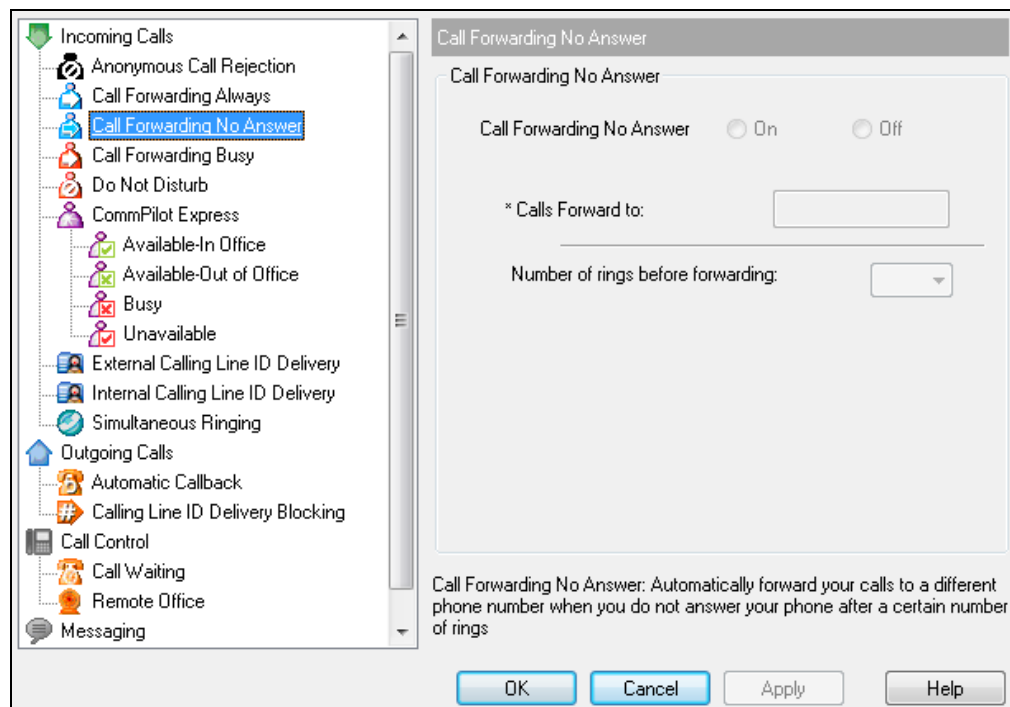 Incoming Calls
Anonymous Call Rejection
Call Forwarding Always
Call Forwarding No Answer
Call Forwarding Busy
Do Not Disturb
CommPilot Express
Available-In Office
Available-Out of Office
Busy
Unavailable
External Calling Line ID Delivery
Internal Calling Line ID Delivery
Simultaneous Ringing
Outgoing Calls
Automatic Callback
Calling Line ID Delivery Blocking
Call Control
Call Waiting
Remote Office
Messaging
Call Forwarding No Answer
Call Forwarding No Answer
Call Forwarding No Answer On Off
* Calls Forward to:
Number of rings before forwarding:
Call Forwarding No Answer: Automatically forward your calls to a different
phone number when you do not answer your phone after a certain number
of rings
OK Cancel Apply Help